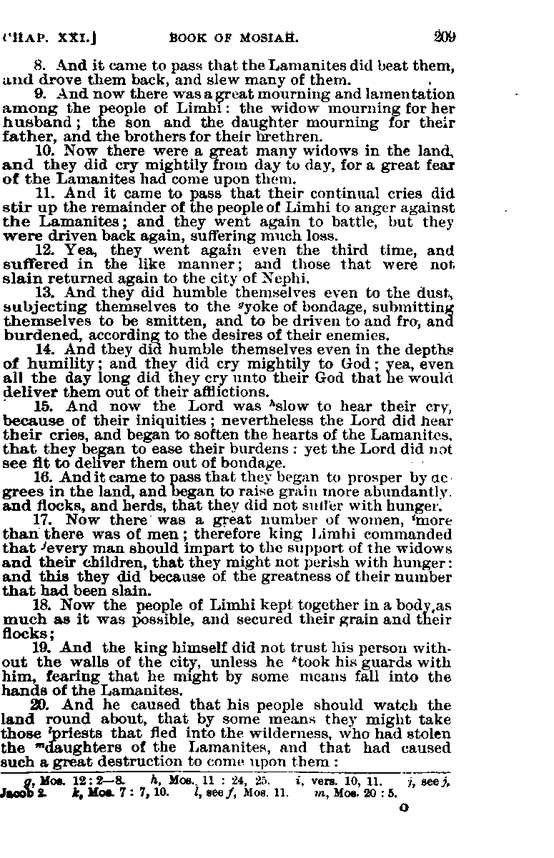 CHAP. XXI.] BOOK OF MOSIAH. 209
8. And it came to pass that the Lamanites did beat them,
and drove them back, and slew many of them.
9. And now there was a great mourning and lamentation
among the people of Limhi: the widow mourning for her
husband; the son and the daughter mourning for their
father, and the brothers for their brethren.
10. Now there were a great many widows in the land,
and they did cry mightily from day to day, for a great fear
of the Lamanites had come upon them.
11. And it came to pass that their continual cries did
stir up the remainder of the people of Limhi to anger against
the Lamanites; and they went again to battle, but they
were driven back again, suffering much loss.
12. Yea, they went again even the third time, and
suffered in the like manner; and those that were not
slain returned again to the city of Nephi.
13. And they did humble themselves even to the dust,
subjecting themselves to the gyoke of bondage, submitting
themselves to be smitten, and to be driven to and fro, and
burdened, according to the desires of their enemies.
14. And they did humble themselves even in the depths
of humility; and they did cry mightily to God; yea, even
all the day long did they cry unto their God that he would
deliver them out of their afflictions.
15. And now the Lord was hslow to hear their cry,
because of their iniquities; nevertheless the Lord did hear
their cries, and began to soften the hearts of the Lamanites,
that they began to ease their burdens: yet the Lord did not
see fit to deliver them out of bondage.
16. And it came to pass that they began to prosper by de-
grees in the land, and began to raise grain more abundantly,
and flocks, and herds, that they did not suffer with hunger.
17. Now there was a great number of women, imore
than there was of men; therefore king Limhi commanded
that jevery man should impart to the support of the widows
and their children, that they might not perish with hunger:
and this they did because of the greatness of their number
that had been slain.
18. Now the people of Limhi kept together in a body, as
much as it was possible, and secured their grain and their
flocks;
19. And the king himself did not trust his person with-
out the walls of the city, unless he ktook his guards with
him, fearing that he might by some means fall into the
hands of the Lamanites.
20. And he caused that his people should watch the
land round about, that by some means they might take
those lpriests that fled into the wilderness, who had stolen
the mdaughters of the Lamanites, and that had caused
such a great destruction to come upon them:
g, Mos. 12:2—8. h, Mos. 11:24, 25. i, vers. 10, 11. j, see j,
Jacob 2. k, Mos. 7:7, 10. l, see f, Mos. 11. m, Mos. 20:5.
O